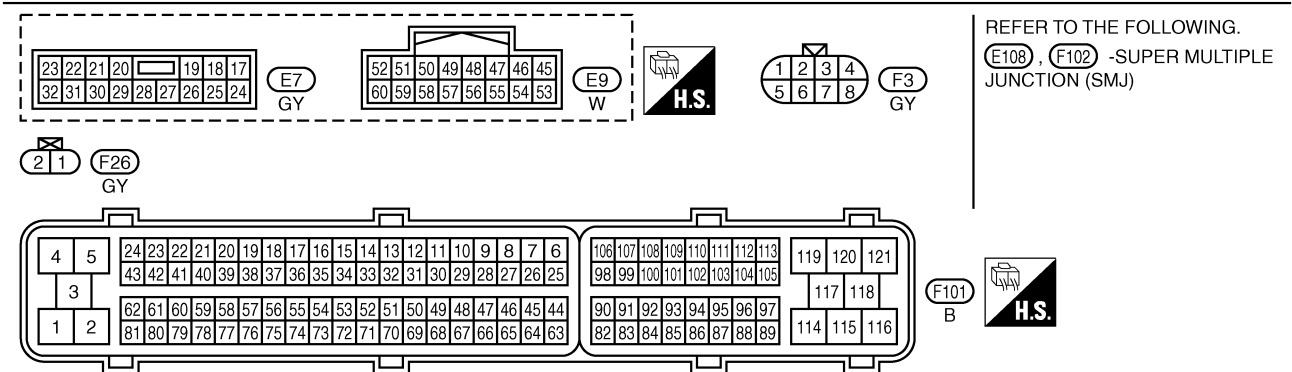 REFER TO THE FOLLOWING.
E108 , F102 -SUPER MULTIPLE
JUNCTION (SMJ)
23 22 21 20 19 18 17
32 31 30 29 28 27 26 25 24
E7
GY
52 51 50 49 48 47 46 45
60 59 58 57 56 55 54 53
E9
W
H.S.
1 2 3 4
5 6 7 8
F3
GY
2 1
F26
GY
4 5
3
1 2
24 23 22 21 20 19 18 17 16 15 14 13 12 11 10 9 8 7 6
43 42 41 40 39 38 37 36 35 34 33 32 31 30 29 28 27 26 25
62 61 60 59 58 57 56 55 54 53 52 51 50 49 48 47 46 45 44
81 80 79 78 77 76 75 74 73 72 71 70 69 68 67 66 65 64 63
106 107 108 109 110 111 112 113
98 99 100 101 102 103 104 105
90 91 92 93 94 95 96 97
82 83 84 85 86 87 88 89
119 120 121
117 118
114 115 116
F101
B
H.S.